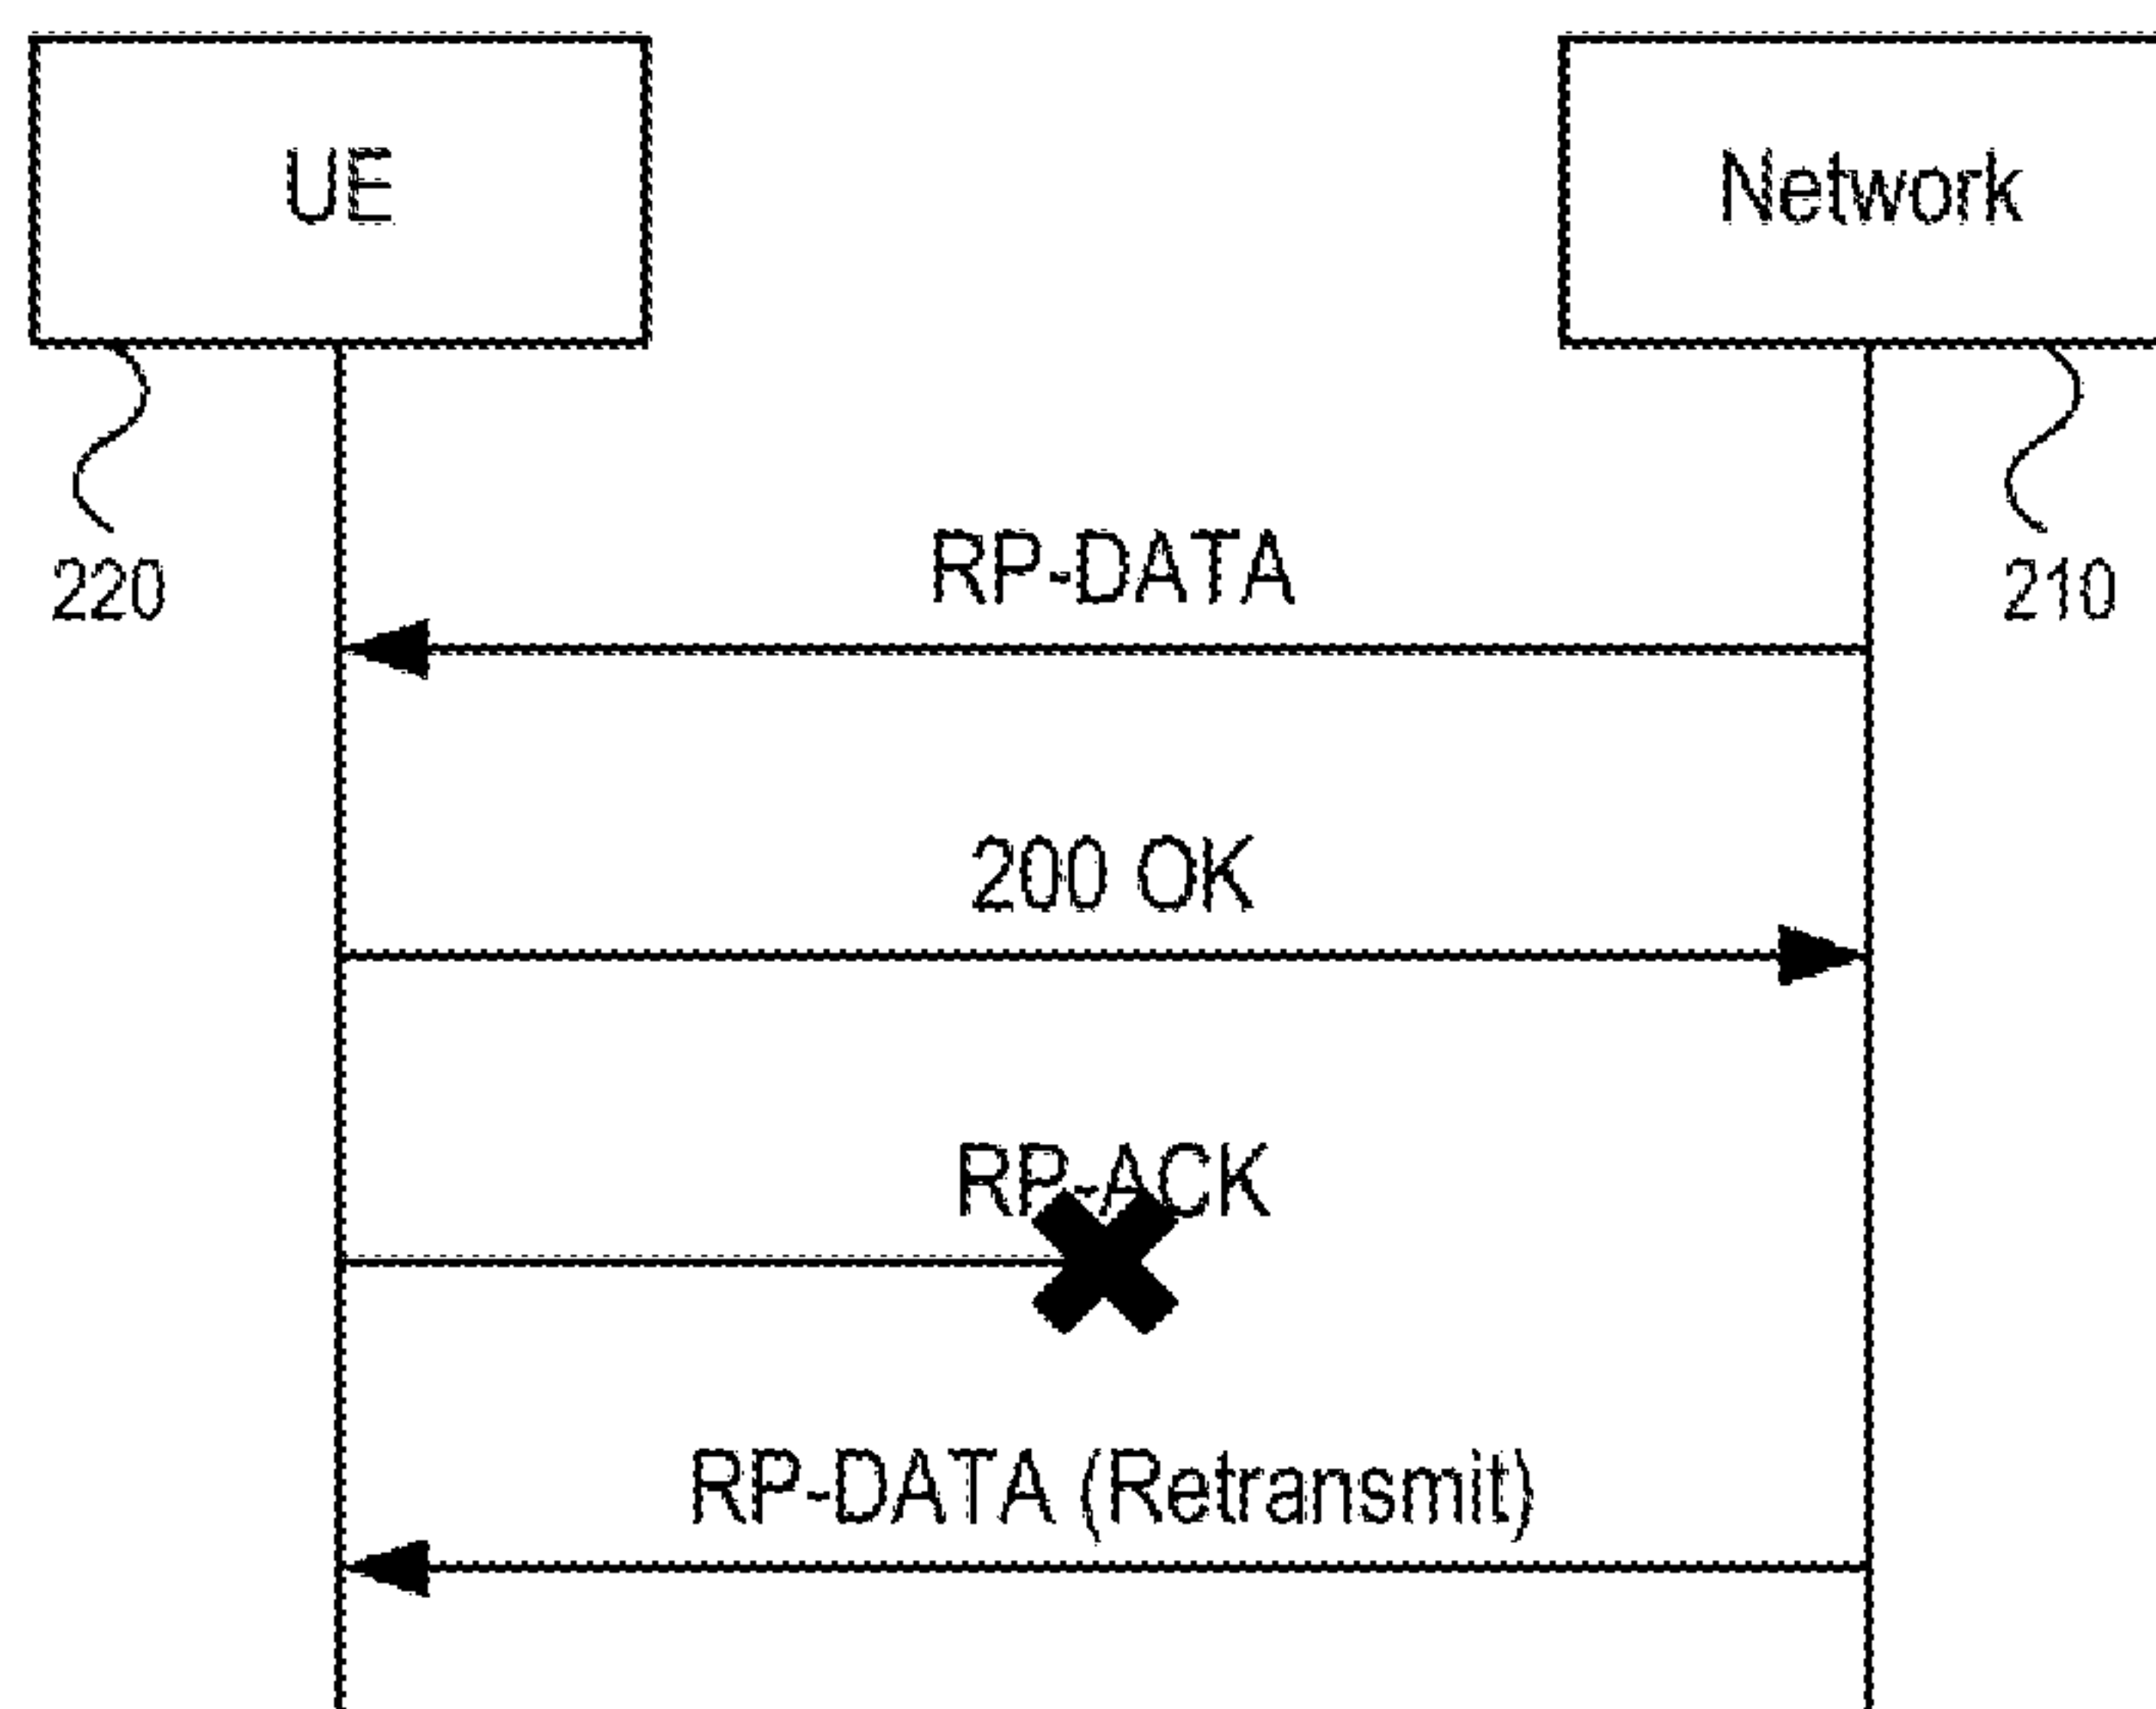 UE
Network
220
210
RP-DATA
200 OK
RP-ACK
RP-DATA (Retransmit)